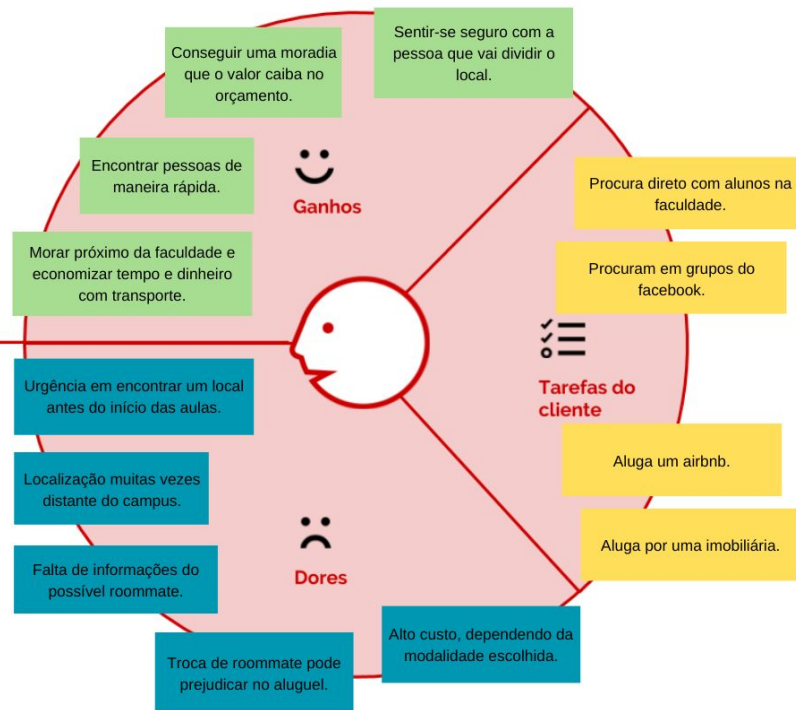 Conseguir uma moradia
que o valor caiba no
orçamento.
Sentir-se seguro com a
pessoa que vai dividir o
local.
Encontrar pessoas de
maneira rápida.
Ganhos
Morar próximo da faculdade e
economizar tempo e dinheiro
com transporte.
Procura direto com alunos na
faculdade.
Procuram em grupos do
facebook.
Tarefas do
cliente
Aluga um airbnb.
Aluga por uma imobiliária.
Urgência em encontrar um local
antes do início das aulas.
Localização muitas vezes
distante do campus.
Falta de informações do
possível roommate.
Dores
Troca de roommate pode
prejudicar no aluguel.
Alto custo, dependendo da
modalidade escolhida.